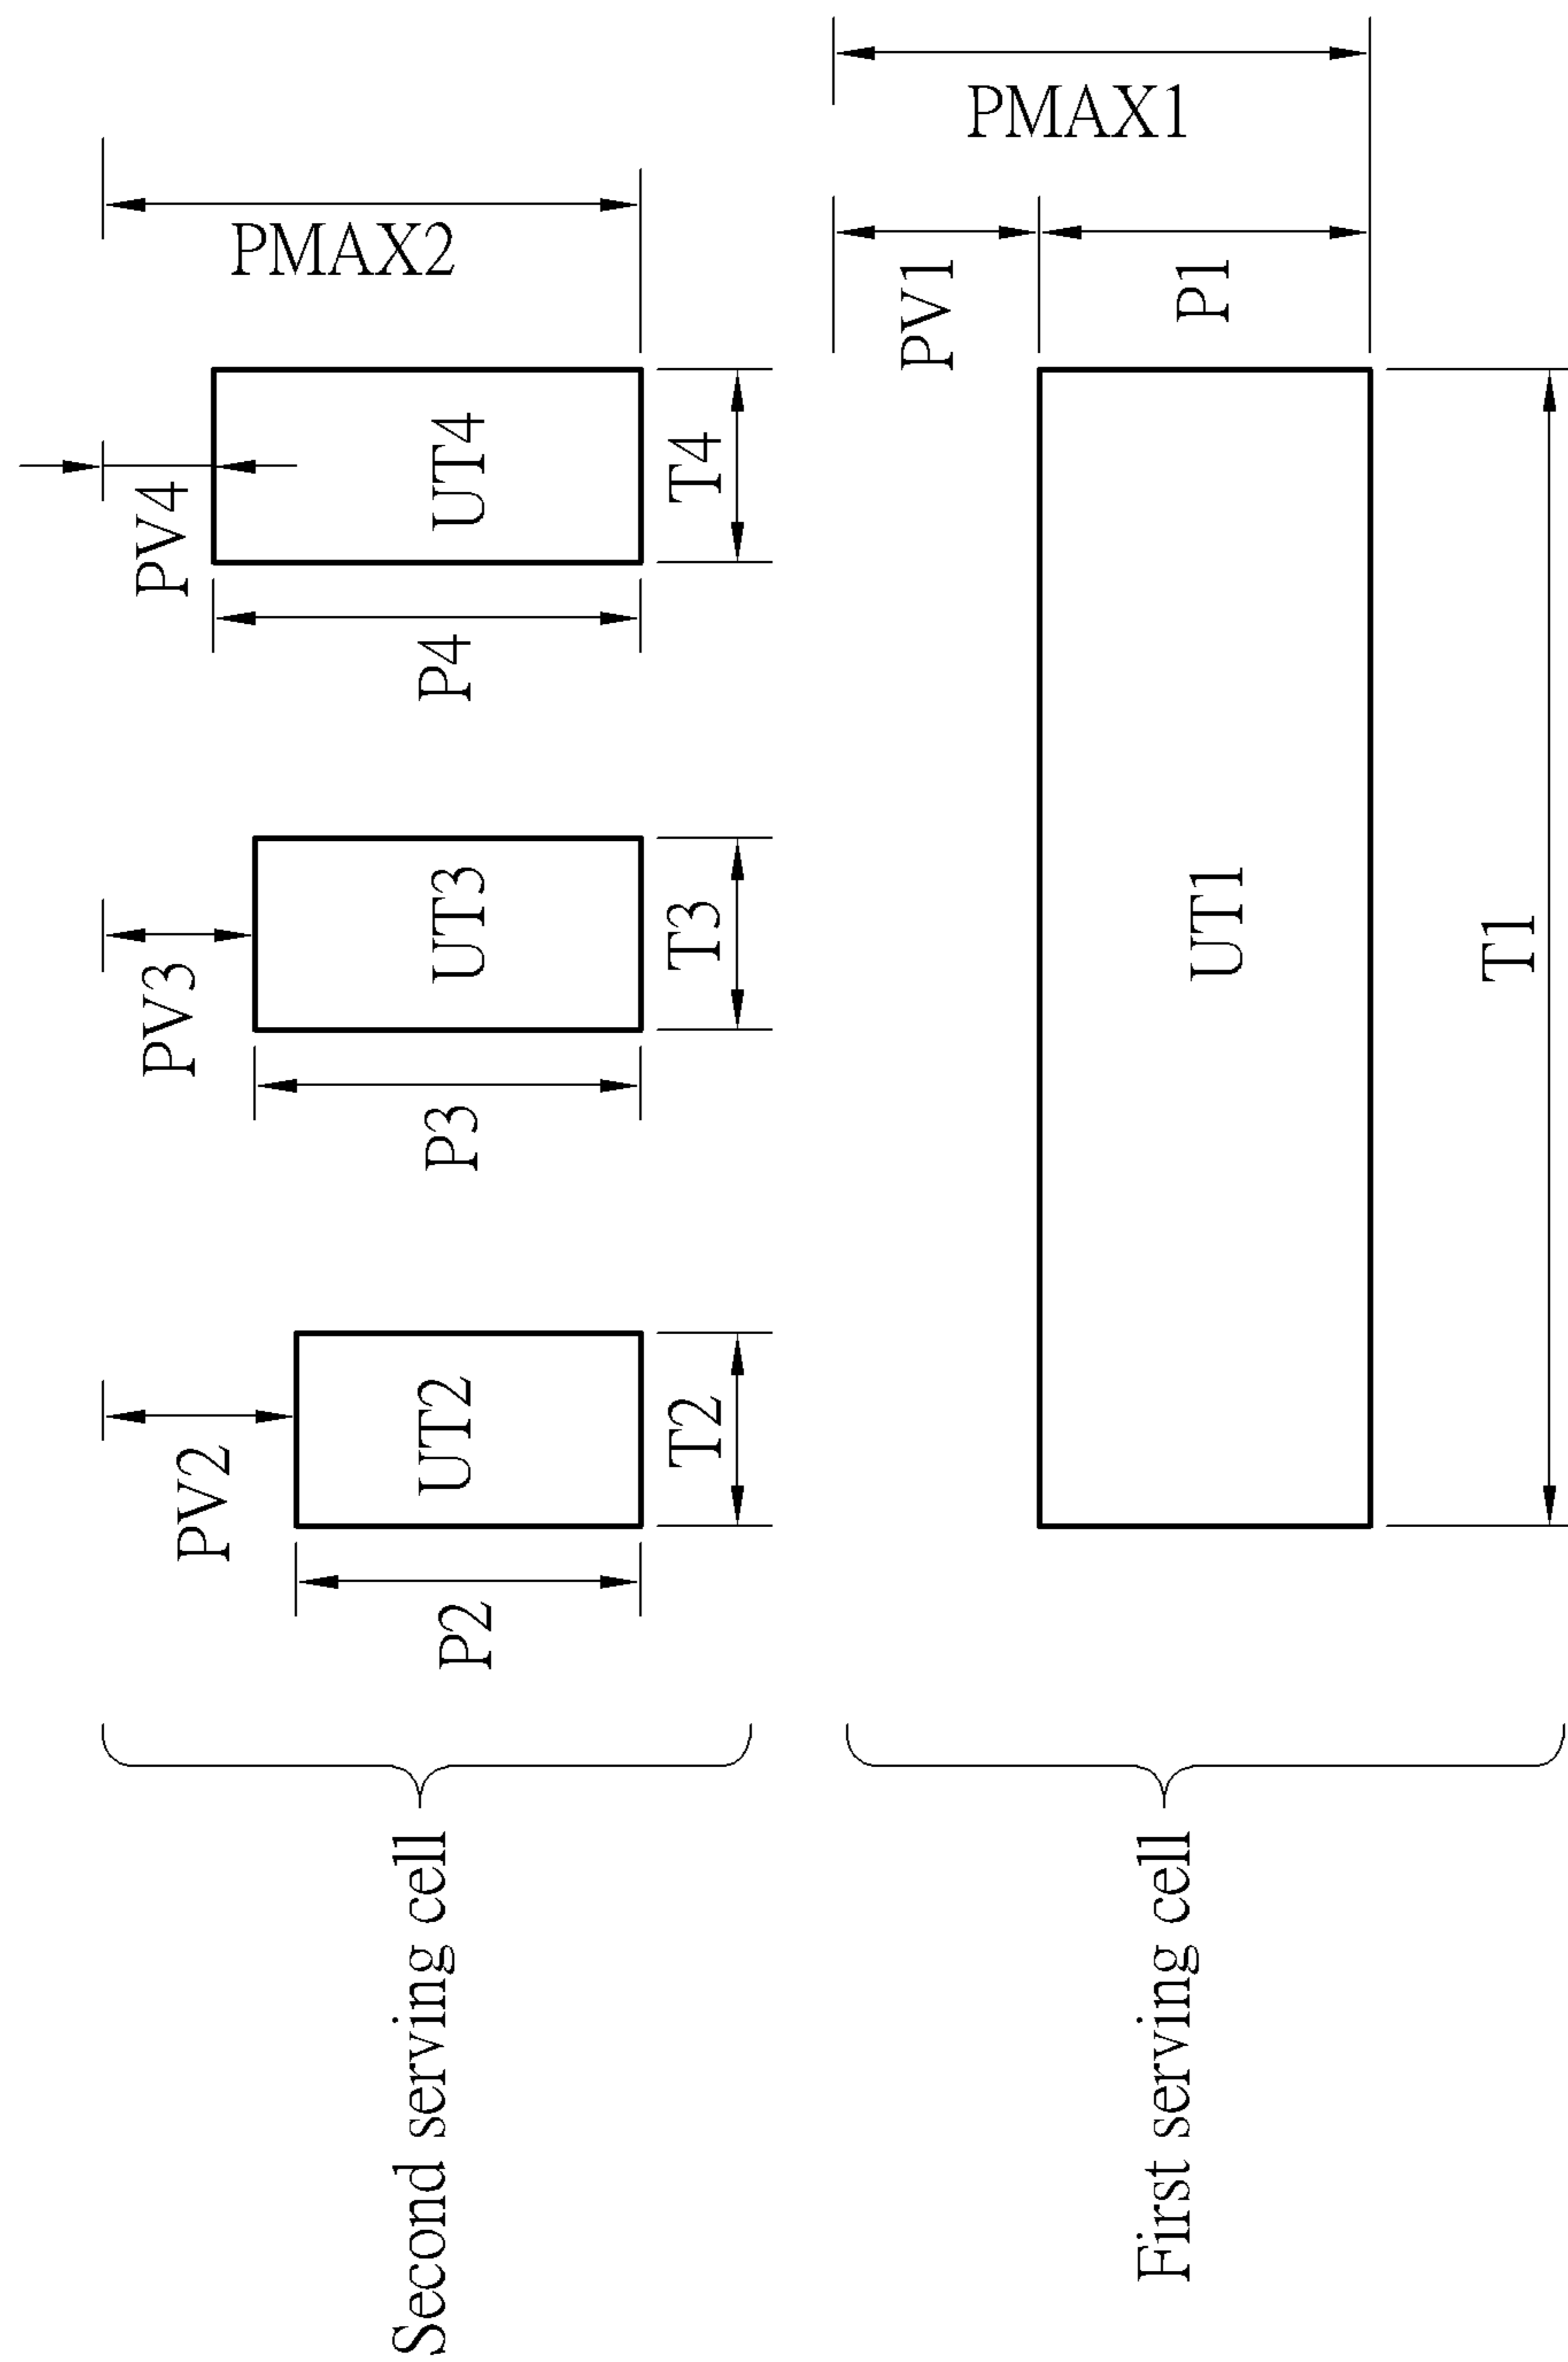 Second serving cell
PMAX2
PV2
PV3
PV4
P2
UT2
P3
UT3
P4
UT4
T2
T3
T4
First serving cell
PMAX1
PV1
P1
UT1
T1